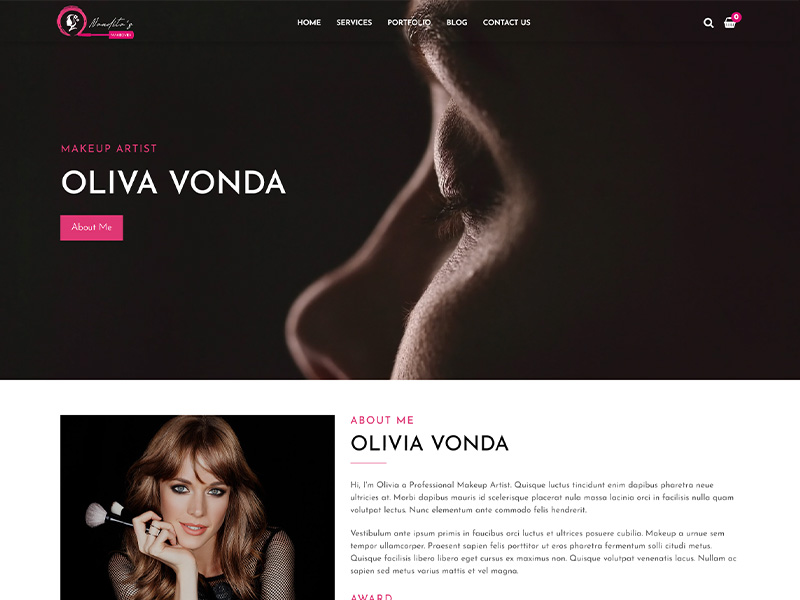 Nandita's
MAKEOVER
HOME SERVICES PORTFOLIO BLOG CONTACT US
0
MAKEUP ARTIST
OLIVA VONDA
About Me
ABOUT ME
OLIVIA VONDA
Hi, I'm Olivia a Professional Makeup Artist. Quisque luctus tincidunt enim dapibus pharetra neue
ultricies at. Morbi dapibus mauris id scelerisque placerat nula massa lacinia orci in facilisis nulla quam
volutpat lectus. Nunc elementum ante commodo felis hendrerit.
Vestibulum ante ipsum primis in faucibus orci luctus et ultrices posuere cubilia. Makeup a urnae sem
tempor ullamcorper. Praesent sapien felis porttitor ut eros pharetra fermentum solli citudi metus.
Quisque facilisis libero libera eget cursus ex maximus non. Quisque volutpat venenatis lacus. Nullam ac
sapien sed metus varius mattis et vel magna.
AWARD